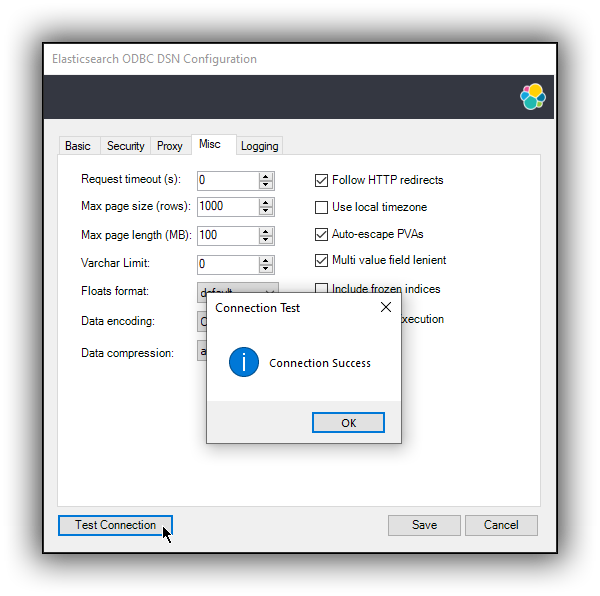 Elasticsearch ODBC DSN Configuration
Basic Security Proxy Misc Logging
Request timeout (s): 0 Follow HTTP redirects
Max page size (rows): 1000 Use local timezone
Max page length (MB): 100 Auto-escape PVAs
Varchar Limit: 0 Multi value field lenient
Floats format: default Include frozen indices
Connection Test
Data encoding:
Data compression:
Connection Success
OK
Test Connection Save Cancel